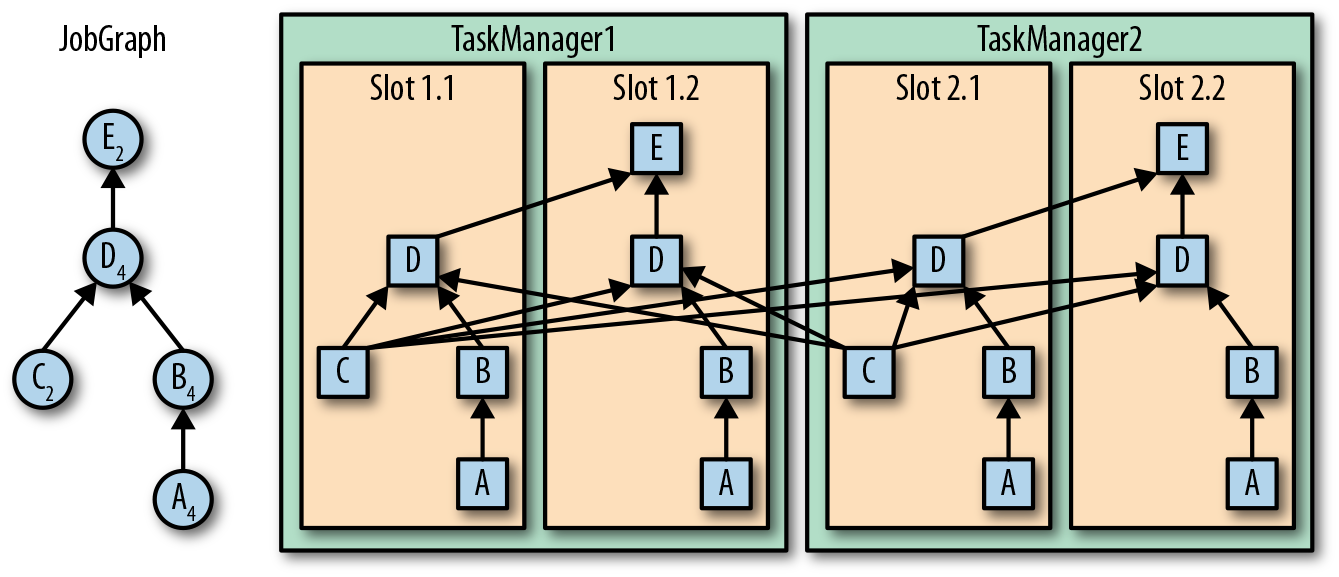 JobGraph
E2
D4
C2
B4
A4
TaskManager1
Slot 1.1
D
C
B
A
Slot 1.2
E
D
B
A
TaskManager2
Slot 2.1
D
C
B
A
Slot 2.2
E
D
B
A